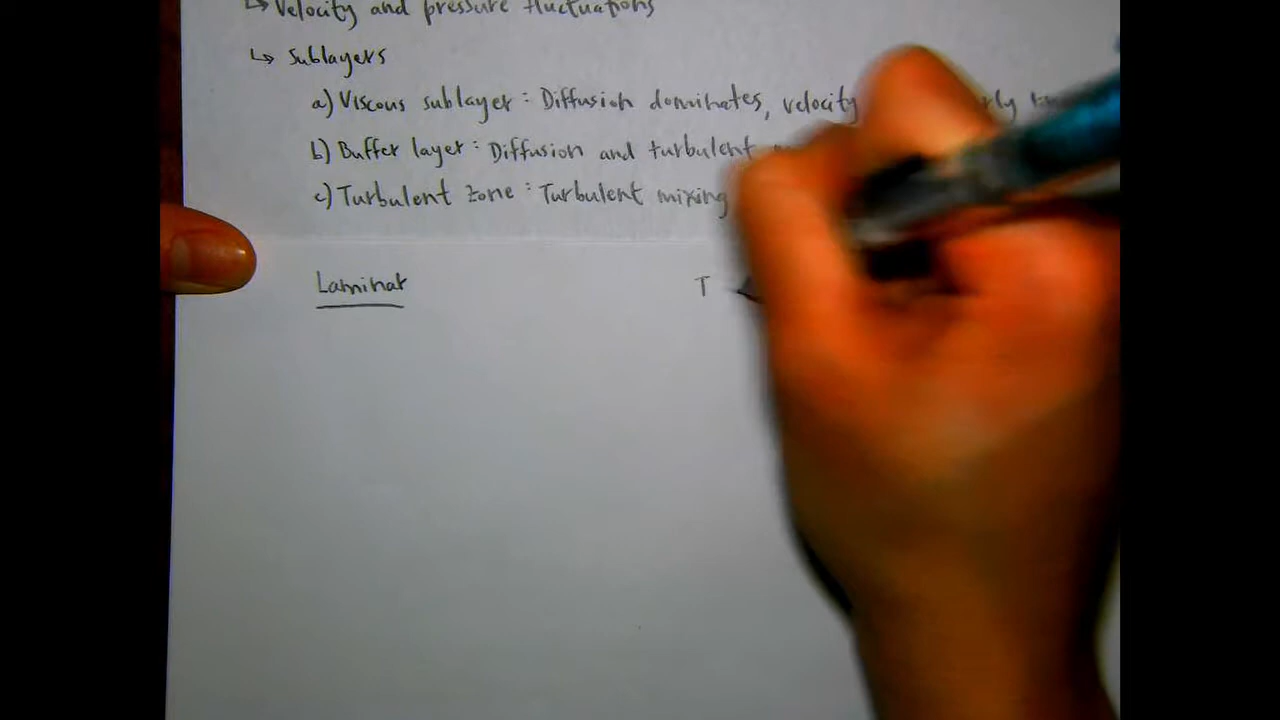 ↳ Velocity and pressure fluctuations
↳ Sublayers
a) Viscous sublayer : Diffusion dominates, velocity
b) Buffer layer : Diffusion and turbulent
c) Turbulent zone : Turbulent mixing
Laminar T